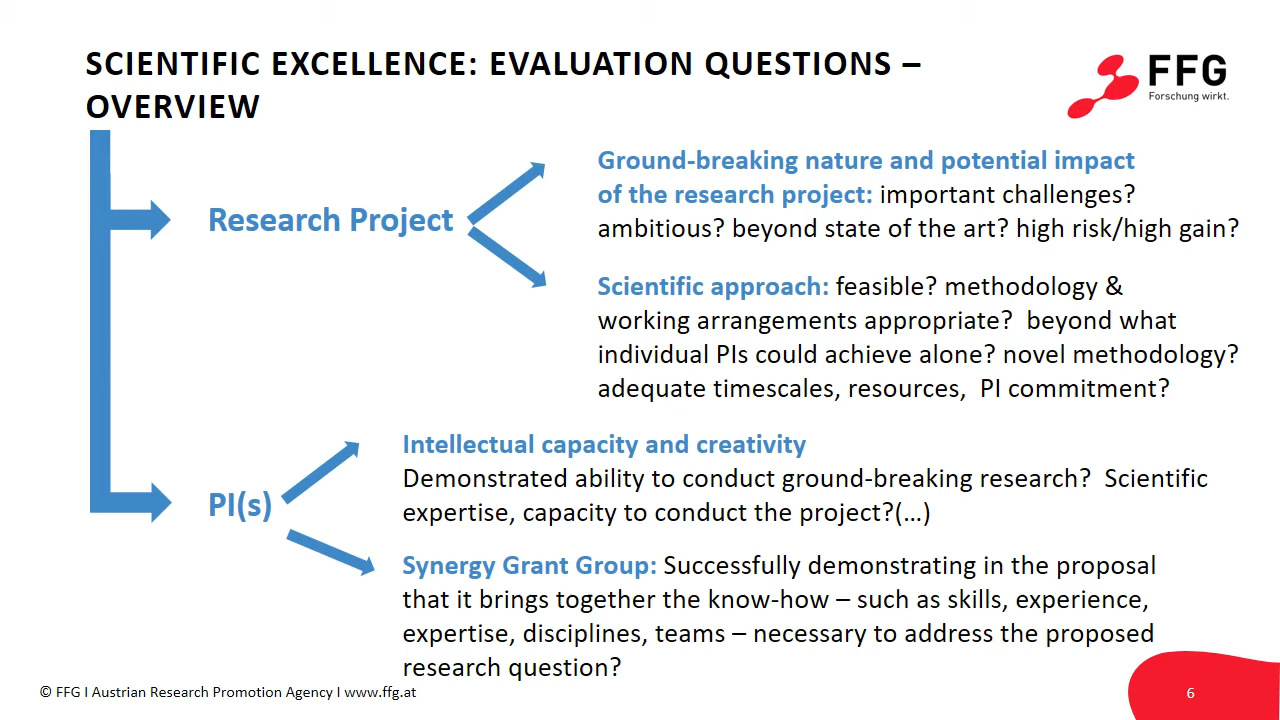 SCIENTIFIC EXCELLENCE: EVALUATION QUESTIONS –
OVERVIEW
FFG
Forschung wirkt.
Research Project
Ground-breaking nature and potential impact
of the research project: important challenges?
ambitious? beyond state of the art? high risk/high gain?
Scientific approach: feasible? methodology &
working arrangements appropriate?  beyond what
individual PIs could achieve alone? novel methodology?
adequate timescales, resources,  PI commitment?
PI(s)
Intellectual capacity and creativity
Demonstrated ability to conduct ground-breaking research?  Scientific
expertise, capacity to conduct the project?(...)
Synergy Grant Group: Successfully demonstrating in the proposal
that it brings together the know-how – such as skills, experience,
expertise, disciplines, teams – necessary to address the proposed
research question?
© FFG I Austrian Research Promotion Agency I www.ffg.at
6